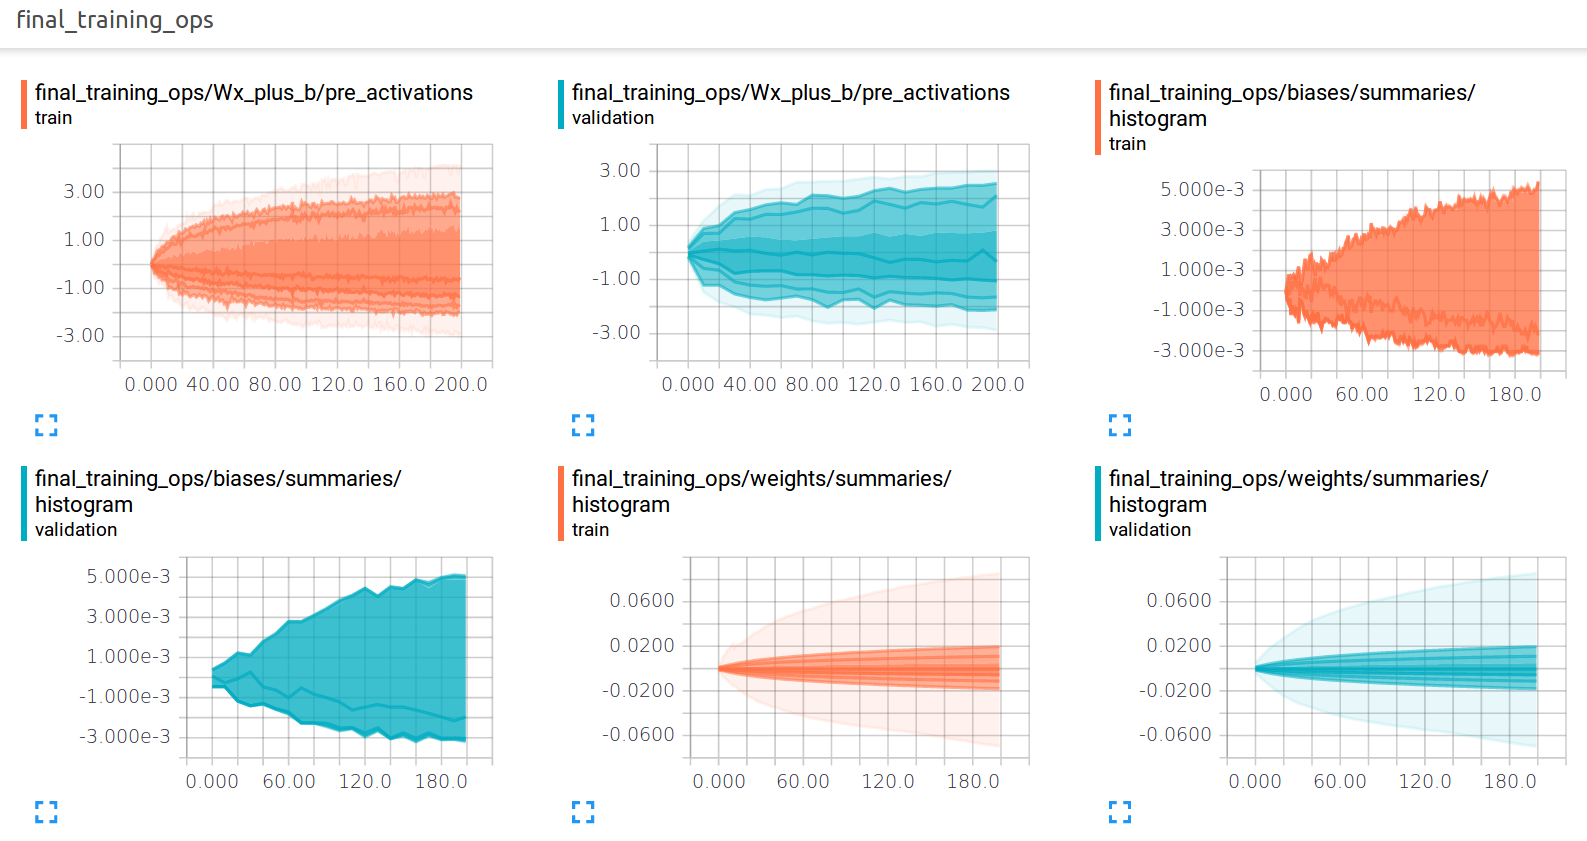 final_training_ops
final_training_ops/Wx_plus_b/pre_activations
train
3.00
1.00
-1.00
-3.00
0.000 40.00 80.00 120.0 160.0 200.0
final_training_ops/Wx_plus_b/pre_activations
validation
3.00
1.00
-1.00
-3.00
0.000 40.00 80.00 120.0 160.0 200.0
final_training_ops/biases/summaries/
histogram
train
5.000e-3
3.000e-3
1.000e-3
-1.000e-3
-3.000e-3
0.000 60.00 120.0 180.0
final_training_ops/biases/summaries/
histogram
validation
5.000e-3
3.000e-3
1.000e-3
-1.000e-3
-3.000e-3
0.000 60.00 120.0 180.0
final_training_ops/weights/summaries/
histogram
train
0.0600
0.0200
-0.0200
-0.0600
0.000 60.00 120.0 180.0
final_training_ops/weights/summaries/
histogram
validation
0.0600
0.0200
-0.0200
-0.0600
0.000 60.00 120.0 180.0